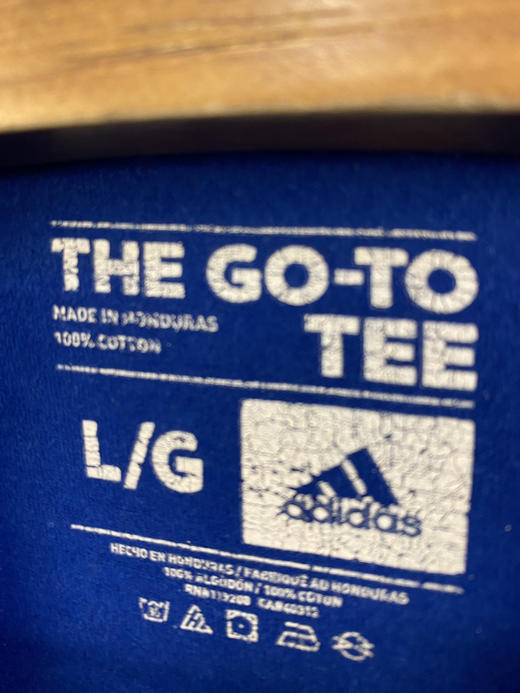 THE GO-TO
TEE
MADE IN HONDURAS
100% COTTON
L/G
adidas
HECHO EN HONDURAS / FABRIQUÉ AU HONDURAS
100% ALGODÓN / 100% COTON